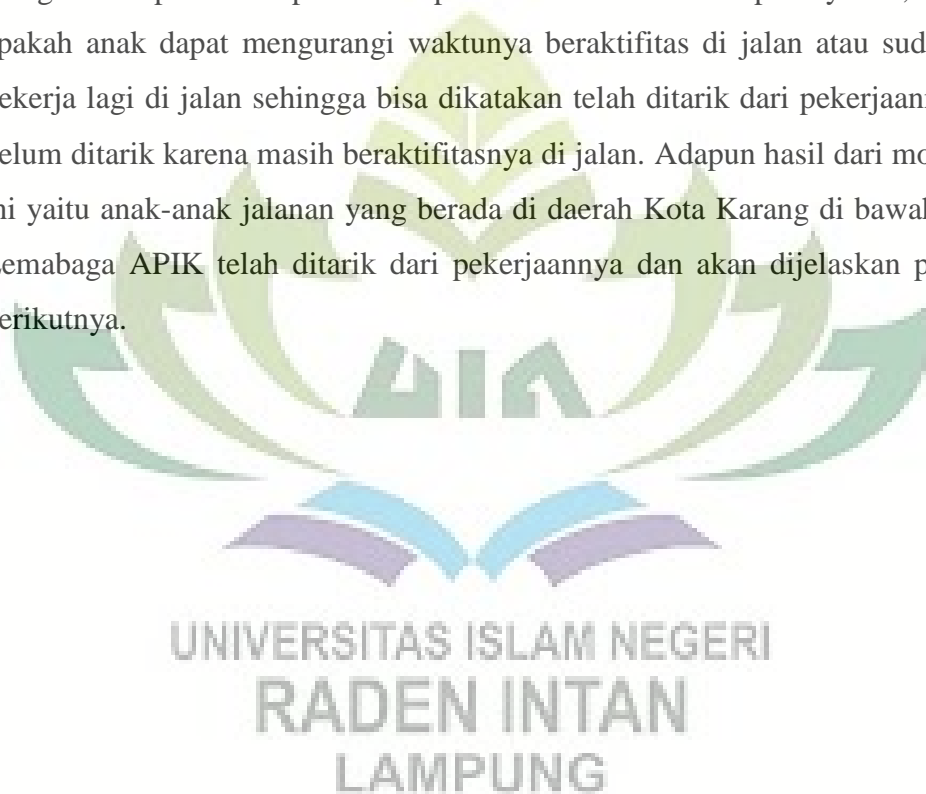 pakah anak dapat mengurangi waktunya beraktifitas di jalan atau sud
ekerja lagi di jalan sehingga bisa dikatakan telah ditarik dari pekerjaan
elum ditarik karena masih beraktifitasnya di jalan. Adapun hasil dari mo
ni yaitu anak-anak jalanan yang berada di daerah Kota Karang di bawa
emabaga APIK telah ditarik dari pekerjaannya dan akan dijelaskan p
erikutnya.
UIN
UNIVERSITAS ISLAM NEGERI
RADEN INTAN
LAMPUNG